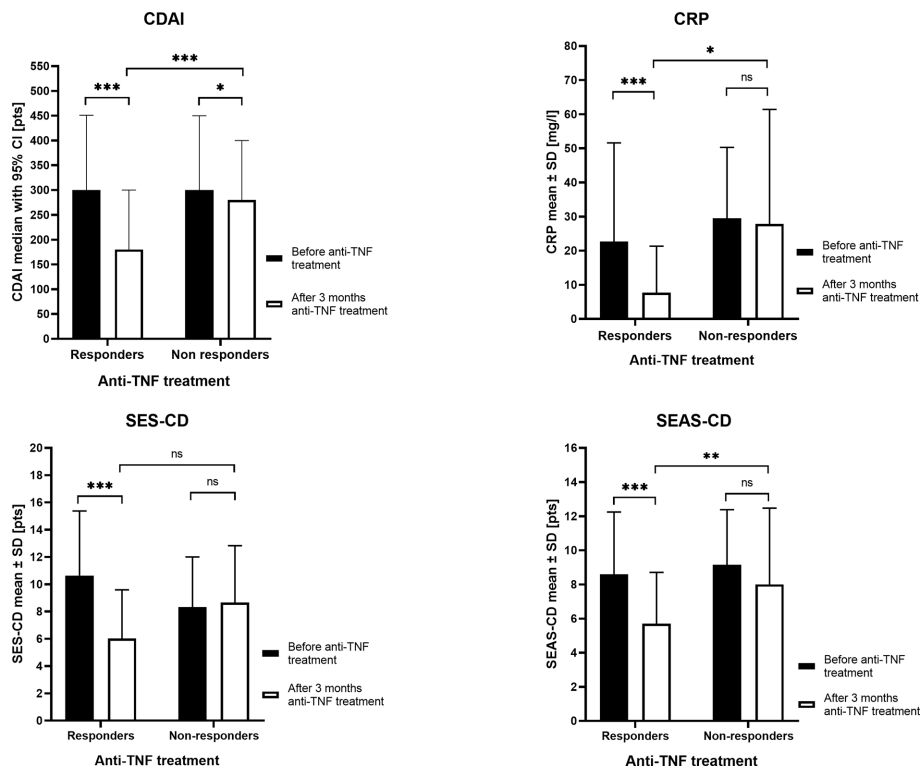 CDAI
CDAI median with 95% CI [pts]
550
500
450
400
350
300
250
200
150
100
50
0
***
***
*
Responders
Non responders
Anti-TNF treatment
Before anti-TNF
treatment
After 3 months
anti-TNF treatment
CRP
CRP mean ± SD [mg/l]
80
70
60
50
40
30
20
10
0
***
*
ns
Responders
Non-responders
Anti-TNF treatment
Before anti-TNF
treatment
After 3 months
anti-TNF treatment
SES-CD
SES-CD mean ± SD [pts]
20
18
16
14
12
10
8
6
4
2
0
***
ns
ns
Responders
Non-responders
Anti-TNF treatment
Before anti-TNF
treatment
After 3 months
anti-TNF treatment
SEAS-CD
SEAS-CD mean ± SD [pts]
16
14
12
10
8
6
4
2
0
***
**
ns
Responders
Non-responders
Anti-TNF treatment
Before anti-TNF
treatment
After 3 months
anti-TNF treatment